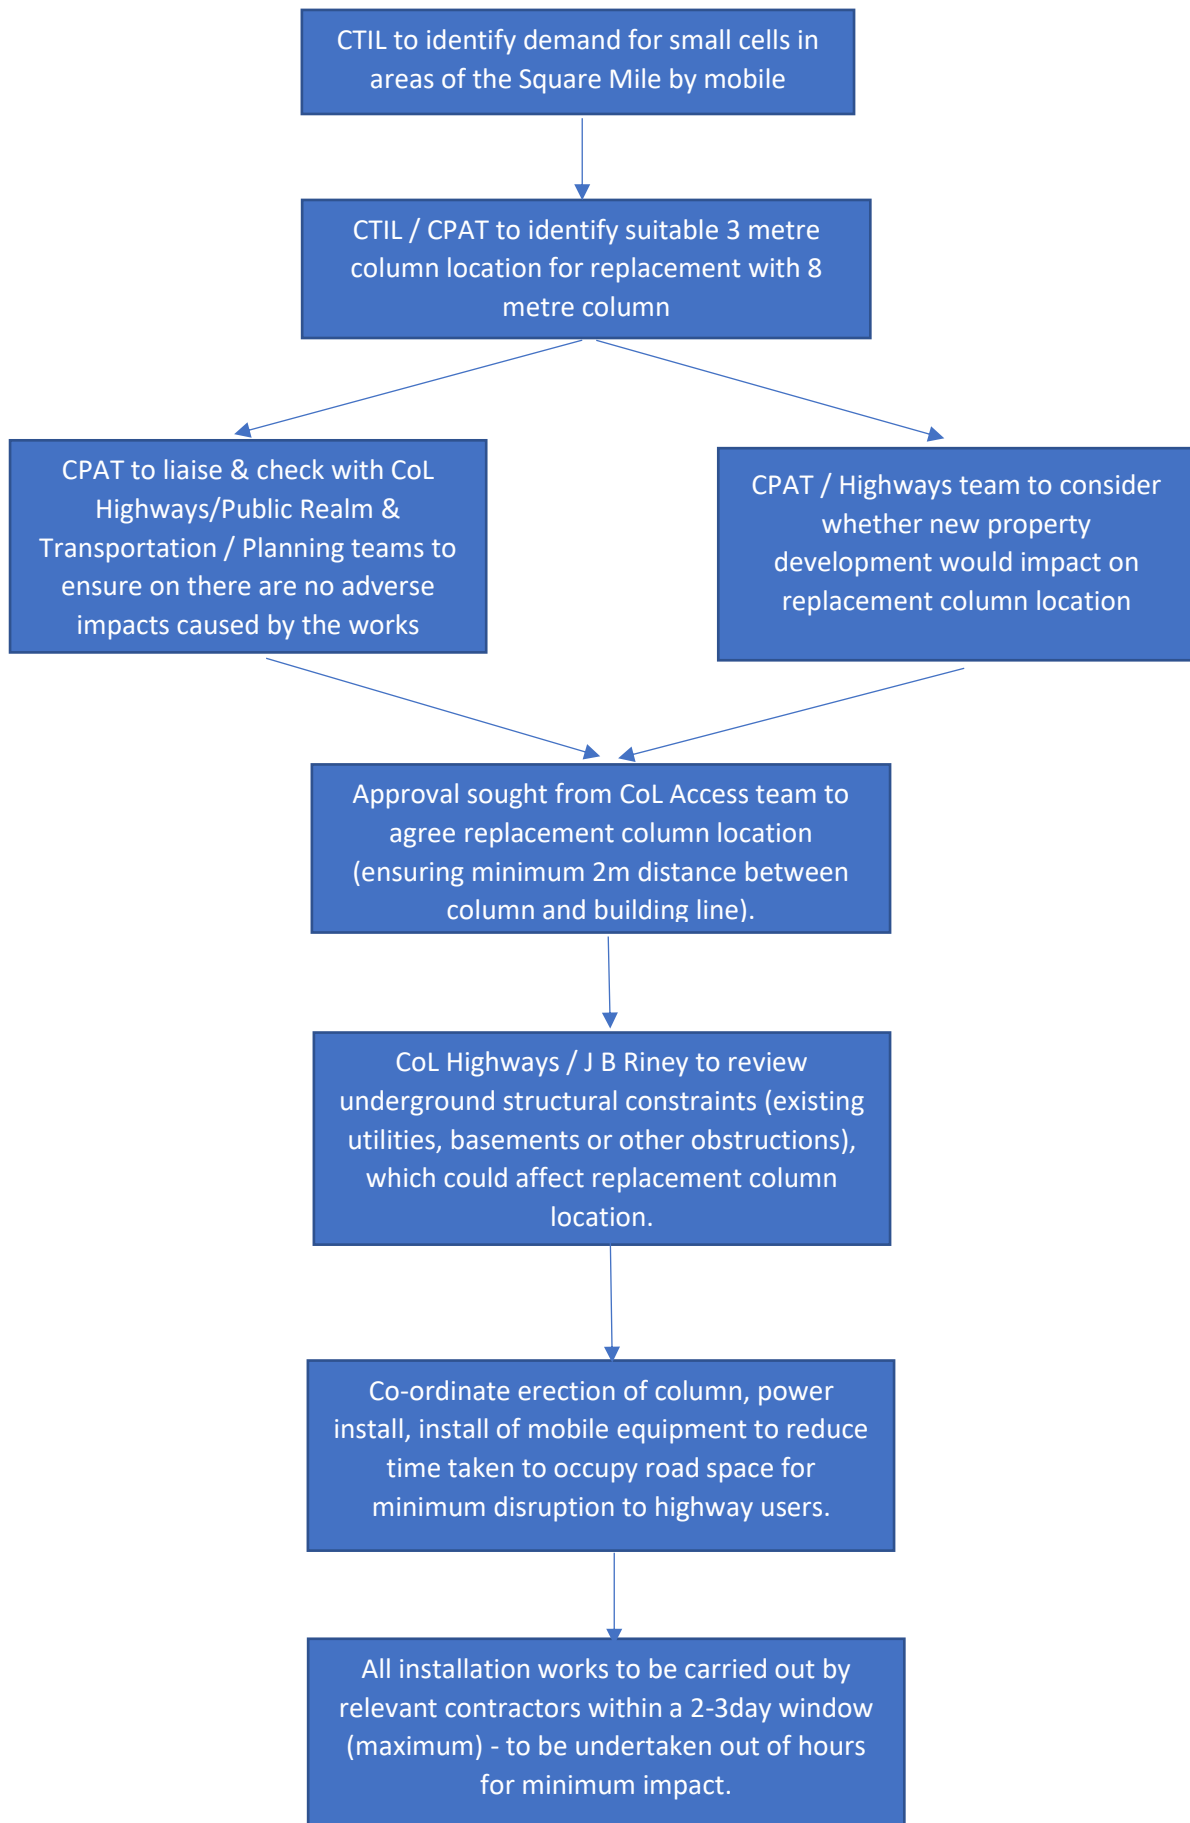 CTIL to identify demand for small cells in
areas of the Square Mile by mobile
CTIL / CPAT to identify suitable 3 metre
column location for replacement with 8
metre column
CPAT to liaise & check with CoL
Highways/Public Realm &
Transportation / Planning teams to
ensure on there are no adverse
impacts caused by the works
CPAT / Highways team to consider
whether new property
development would impact on
replacement column location
Approval sought from CoL Access team to
agree replacement column location
(ensuring minimum 2m distance between
column and building line).
CoL Highways / J B Riney to review
underground structural constraints (existing
utilities, basements or other obstructions),
which could affect replacement column
location.
Co-ordinate erection of column, power
install, install of mobile equipment to reduce
time taken to occupy road space for
minimum disruption to highway users.
All installation works to be carried out by
relevant contractors within a 2-3day window
(maximum) - to be undertaken out of hours
for minimum impact.